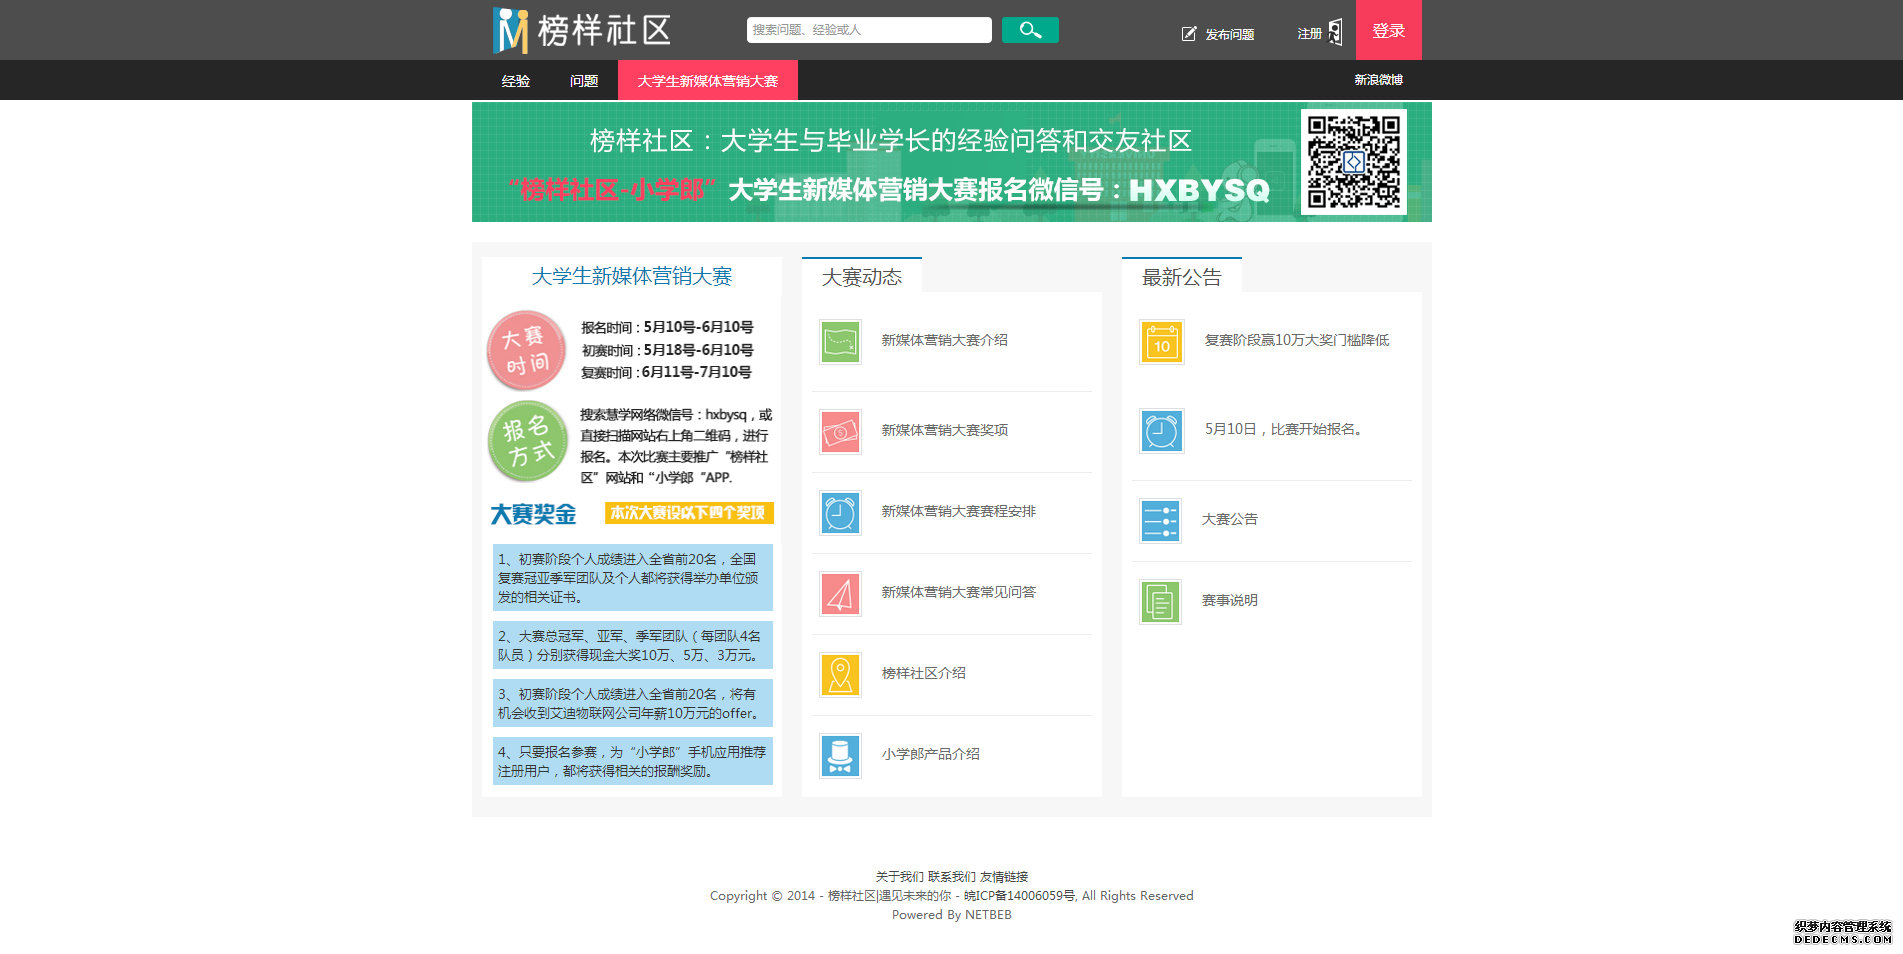 榜样社区
搜索问题、经验或人
发布问题
注册
登录
经验
问题
大学生新媒体营销大赛
新浪微博
榜样社区：大学生与毕业学长的经验问答和交友社区
“榜样社区-小学郎”大学生新媒体营销大赛报名微信号：HXBYSQ
大学生新媒体营销大赛
大赛
时间
报名时间：5月10号-6月10号
初赛时间：5月18号-6月10号
复赛时间：6月11号-7月10号
报名
方式
搜索慧学网络微信号：hxbysq，或
直接扫描网站右上角二维码，进行
报名。本次比赛主要推广“榜样社
区”网站和“小学郎“APP.
大赛奖金
本次大赛设以下四个奖项
1、初赛阶段个人成绩进入全省前20名，全国
复赛冠亚季军团队及个人都将获得举办单位颁
发的相关证书。
2、大赛总冠军、亚军、季军团队（每团队4名
队员）分别获得现金大奖10万、5万、3万元。
3、初赛阶段个人成绩进入全省前20名，将有
机会收到艾迪物联网公司年薪10万元的offer。
4、只要报名参赛，为“小学郎”手机应用推荐
注册用户，都将获得相关的报酬奖励。
大赛动态
新媒体营销大赛介绍
新媒体营销大赛奖项
新媒体营销大赛赛程安排
新媒体营销大赛常见问答
榜样社区介绍
小学郎产品介绍
最新公告
10
复赛阶段赢10万大奖门槛降低
5月10日，比赛开始报名。
大赛公告
赛事说明
关于我们 联系我们 友情链接
Copyright © 2014 - 榜样社区|遇见未来的你 - 皖ICP备14006059号, All Rights Reserved
Powered By NETBEB
织梦内容管理系统
DEDECMS.COM